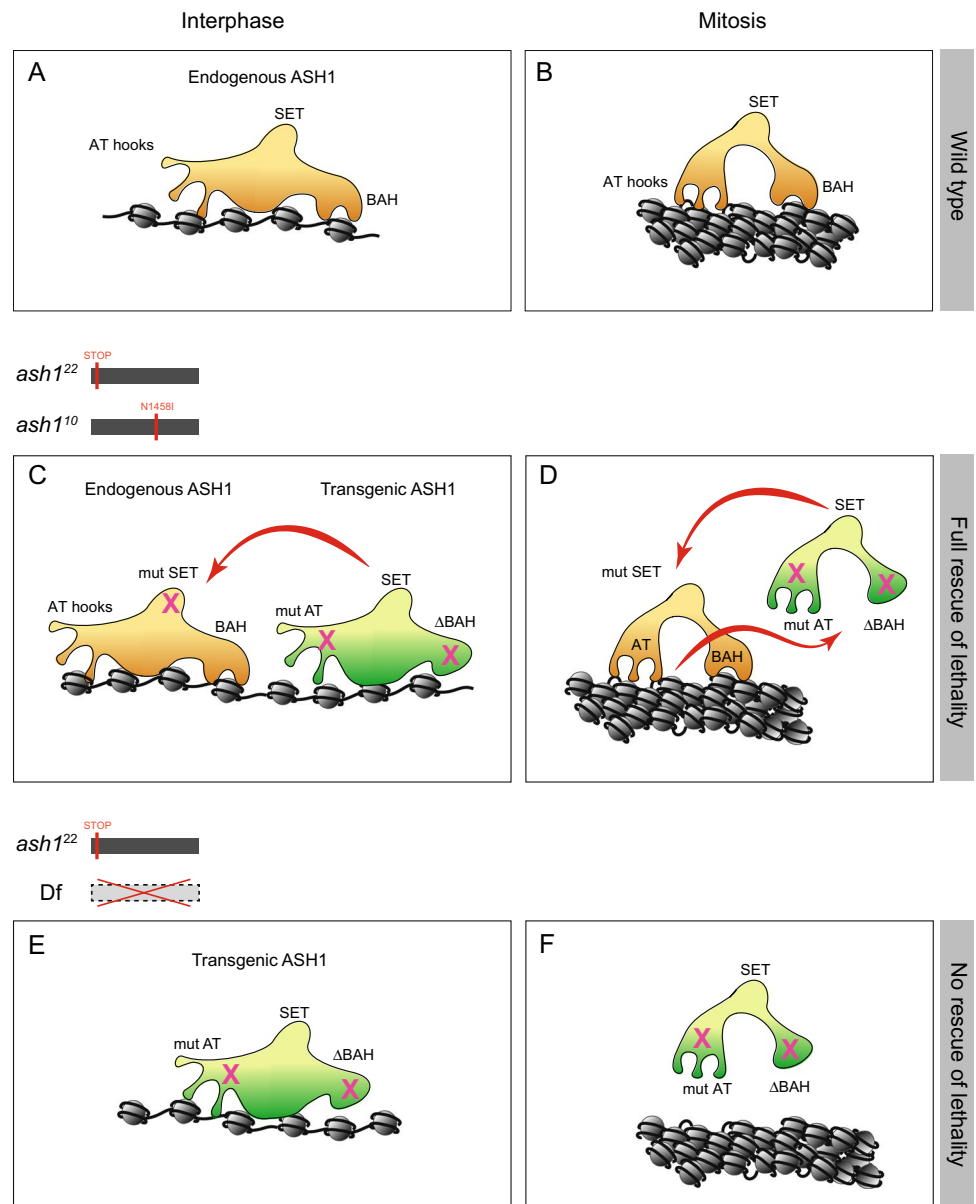 Interphase
Mitosis
A
Endogenous ASH1
SET
AT hooks
BAH
B
SET
AT hooks
BAH
Wild type
STOP
ash1²²
N1458I
ash1¹⁰
C
Endogenous ASH1
Transgenic ASH1
mut SET
X
AT hooks
BAH
SET
mut AT
X
ΔBAH
X
D
SET
mut SET
X
X
mut AT
ΔBAH
AT
BAH
Full rescue of lethality
STOP
ash1²²
Df
E
Transgenic ASH1
SET
mut AT
X
ΔBAH
X
F
SET
X
X
mut AT
ΔBAH
No rescue of lethality